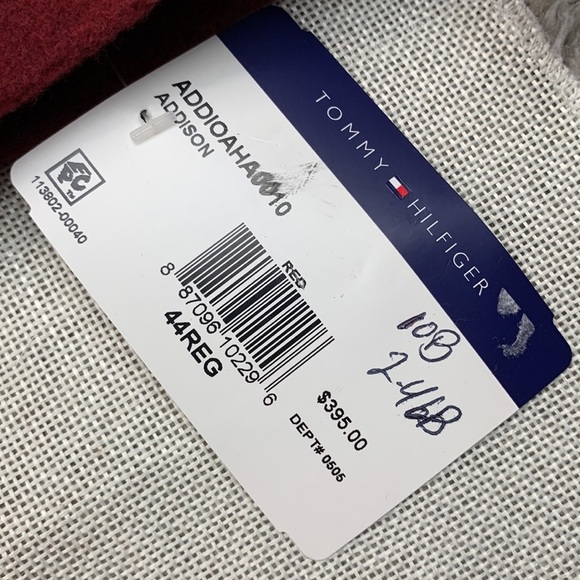 TOMMY HILFIGER
ADDIOAHA0010
ADDISON
EPC™
113802-00040
RED
8 87096 10229 6
44REG
$395.00
DEPT# 0505
10B
2-46B